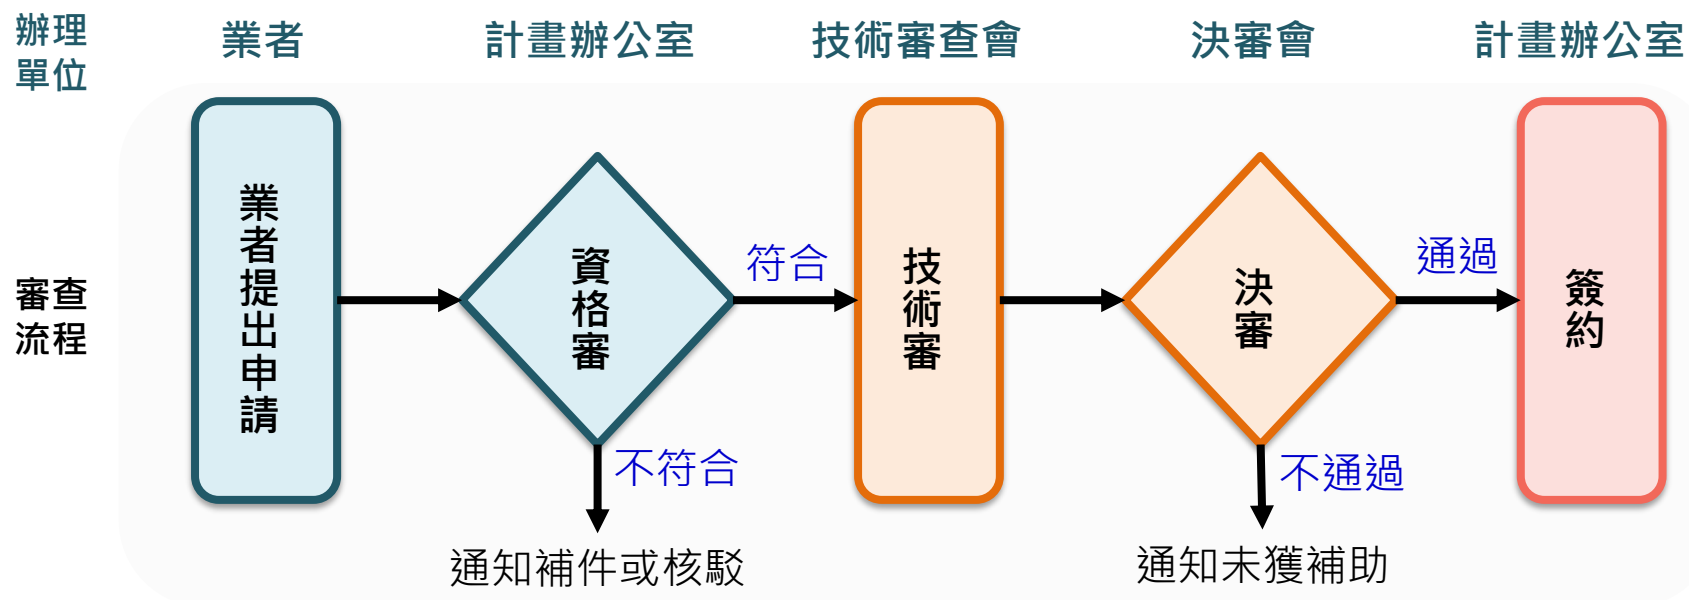 辦理
單位
業者
計畫辦公室
技術審查會
決審會
計畫辦公室
審查
流程
業者提出申請
資格審
符合
不符合
通知補件或核駁
技術審
決審
通過
不通過
通知未獲補助
簽約